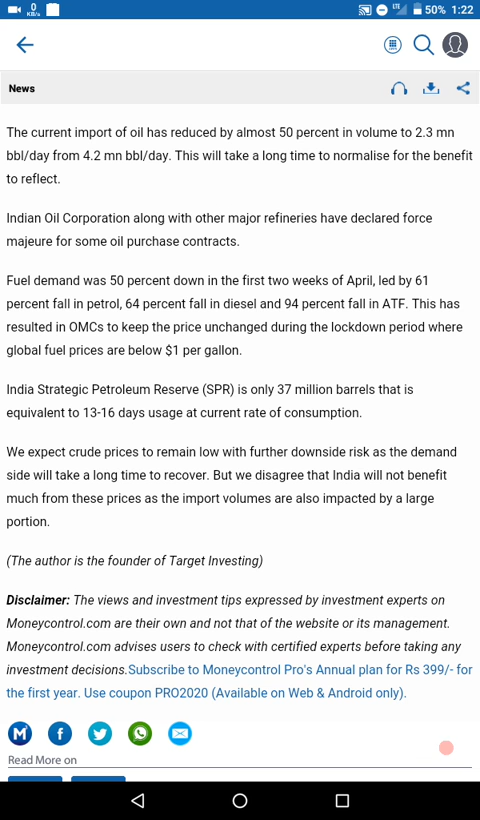 0
KB/s
LTE
50%
1:22
News
The current import of oil has reduced by almost 50 percent in volume to 2.3 mn
bbl/day from 4.2 mn bbl/day. This will take a long time to normalise for the benefit
to reflect.
Indian Oil Corporation along with other major refineries have declared force
majeure for some oil purchase contracts.
Fuel demand was 50 percent down in the first two weeks of April, led by 61
percent fall in petrol, 64 percent fall in diesel and 94 percent fall in ATF. This has
resulted in OMCs to keep the price unchanged during the lockdown period where
global fuel prices are below $1 per gallon.
India Strategic Petroleum Reserve (SPR) is only 37 million barrels that is
equivalent to 13-16 days usage at current rate of consumption.
We expect crude prices to remain low with further downside risk as the demand
side will take a long time to recover. But we disagree that India will not benefit
much from these prices as the import volumes are also impacted by a large
portion.
(The author is the founder of Target Investing)
Disclaimer: The views and investment tips expressed by investment experts on
Moneycontrol.com are their own and not that of the website or its management.
Moneycontrol.com advises users to check with certified experts before taking any
investment decisions.Subscribe to Moneycontrol Pro's Annual plan for Rs 399/- for
the first year. Use coupon PRO2020 (Available on Web & Android only).
Read More on